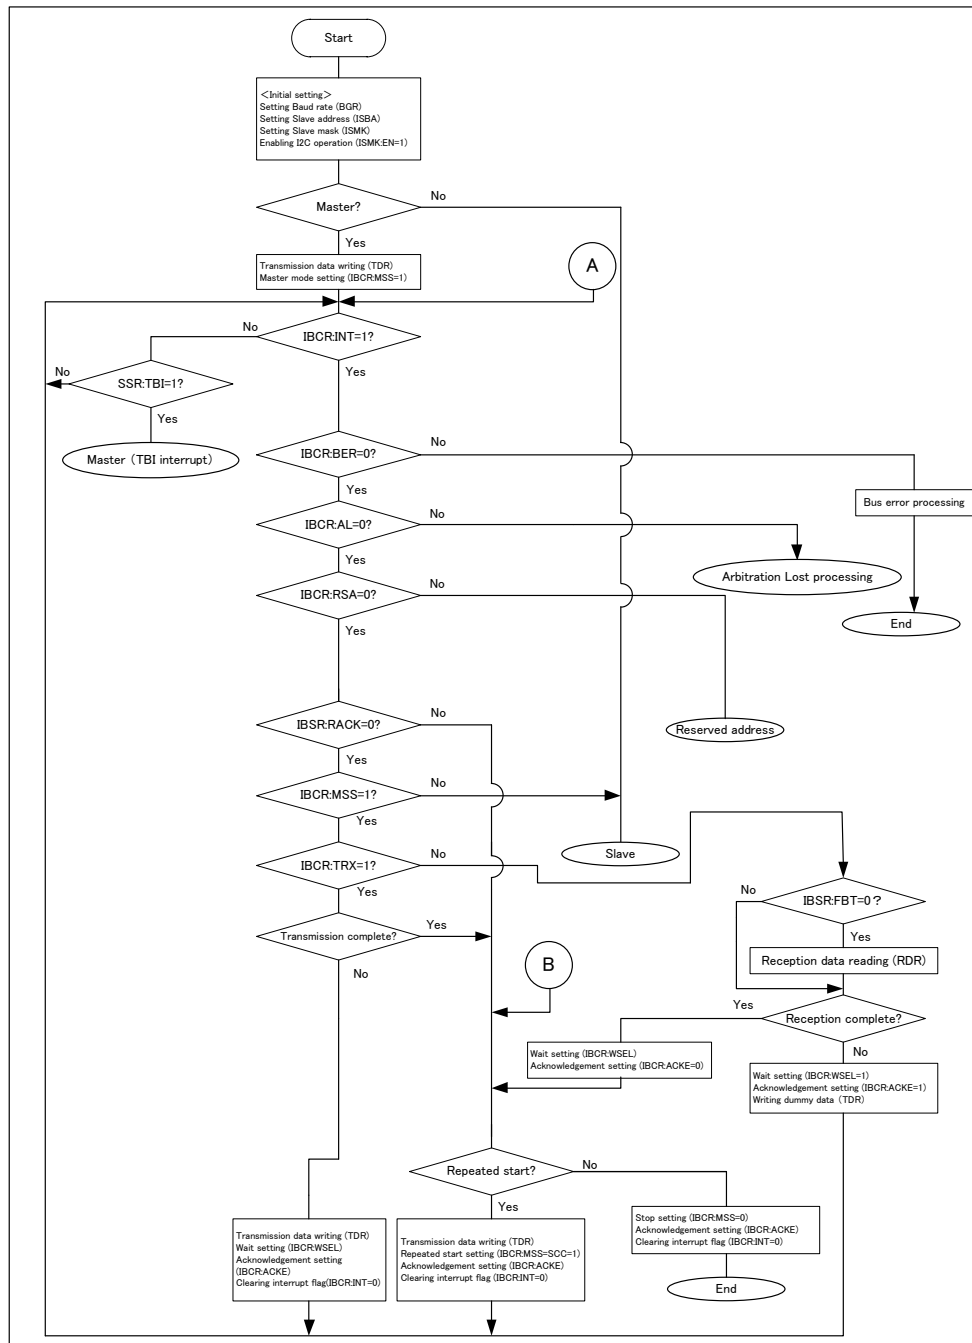 Start
<Initial setting>
Setting Baud rate (BGR)
Setting Slave address (ISBA)
Setting Slave mask (ISMK)
Enabling I2C operation (ISMK:EN=1)
No
Master?
Yes
Transmission data writing (TDR)
Master mode setting (IBCR:MSS=1)
A
No
IBCR:INT=1?
Yes
No
SSR:TBI=1?
Yes
Master (TBI interrupt)
No
IBCR:BER=0?
Yes
Bus error processing
No
IBCR:AL=0?
Yes
Arbitration Lost processing
No
IBCR:RSA=0?
Yes
End
No
IBSR:RACK=0?
Yes
Reserved address
No
IBCR:MSS=1?
Yes
Slave
No
IBCR:TRX=1?
Yes
No
IBSR:FBT=0?
Yes
Yes
Transmission complete?
No
Reception data reading (RDR)
B
Yes
Reception complete?
No
Wait setting (IBCR:WSEL)
Acknowledgement setting (IBCR:ACKE=0)
Wait setting (IBCR:WSEL=1)
Acknowledgement setting (IBCR:ACKE=1)
Writing dummy data (TDR)
Repeated start?
No
Yes
Stop setting (IBCR:MSS=0)
Acknowledgement setting (IBCR:ACKE)
Clearing interrupt flag (IBCR:INT=0)
Transmission data writing (TDR)
Wait setting (IBCR:WSEL)
Acknowledgement setting
(IBCR:ACKE)
Clearing interrupt flag(IBCR:INT=0)
Transmission data writing (TDR)
Repeated start setting (IBCR:MSS=SCC=1)
Acknowledgement setting (IBCR:ACKE)
Clearing interrupt flag (IBCR:INT=0)
End